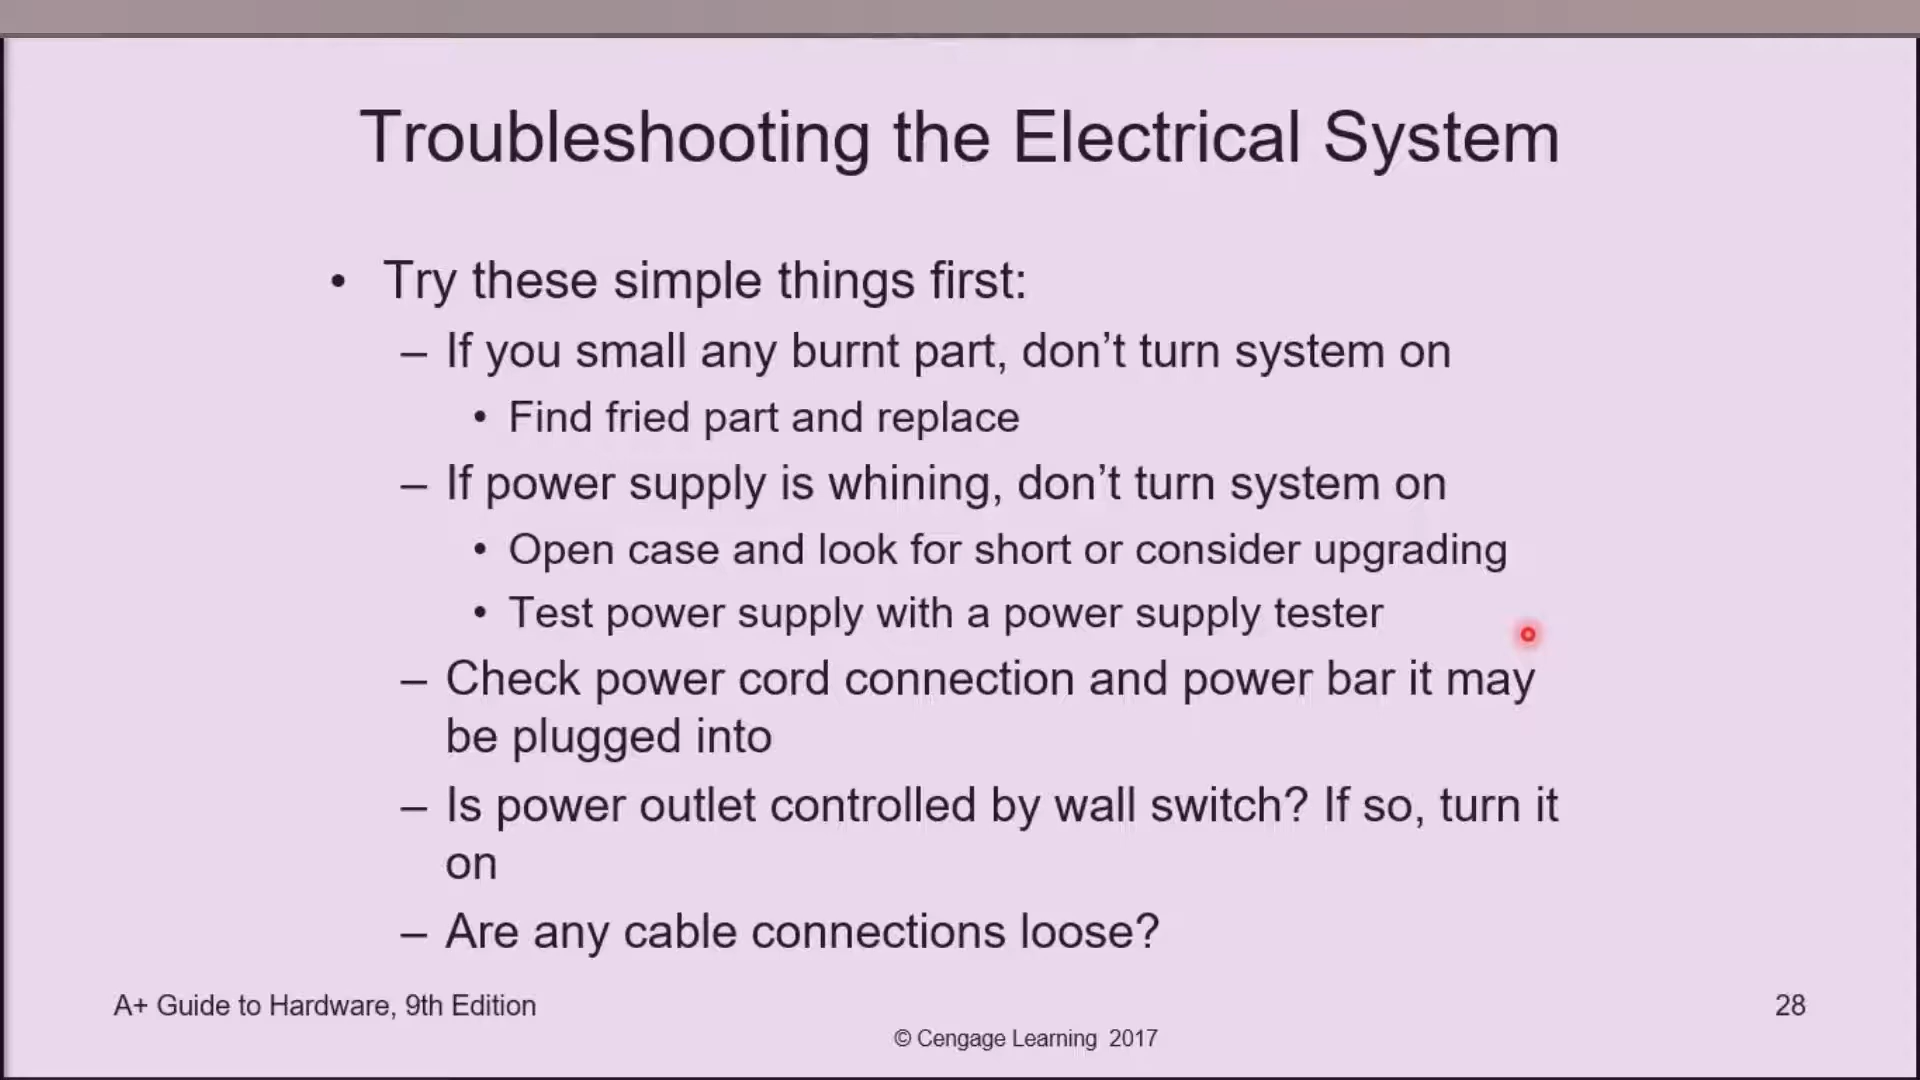 Troubleshooting the Electrical System
• Try these simple things first:
– If you small any burnt part, don’t turn system on
• Find fried part and replace
– If power supply is whining, don’t turn system on
• Open case and look for short or consider upgrading
• Test power supply with a power supply tester
– Check power cord connection and power bar it may
be plugged into
– Is power outlet controlled by wall switch? If so, turn it
on
– Are any cable connections loose?
A+ Guide to Hardware, 9th Edition
28
© Cengage Learning 2017